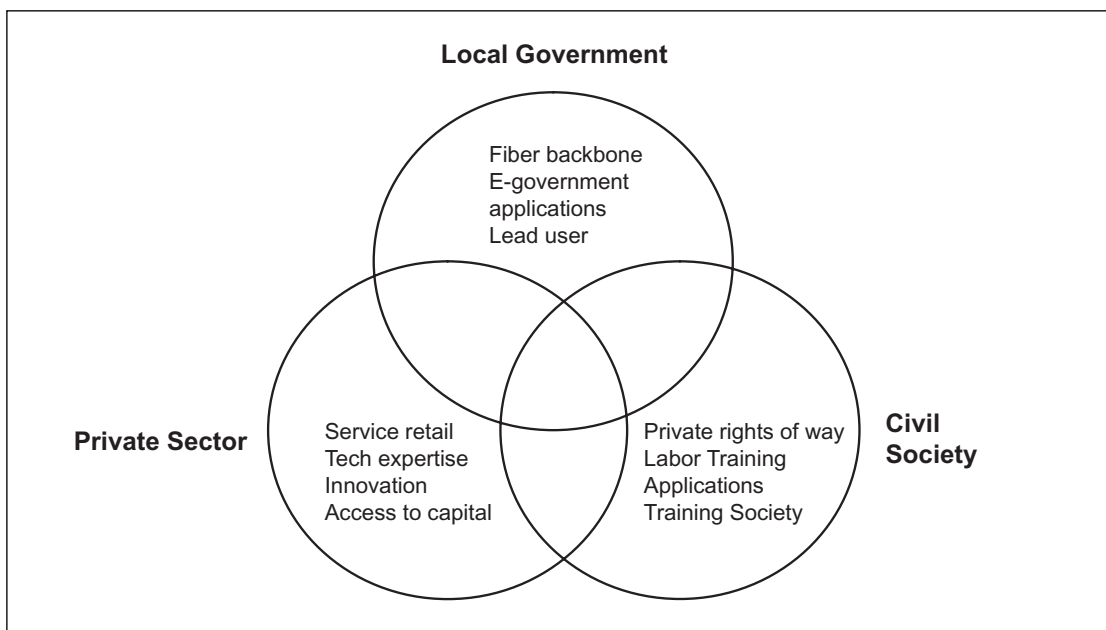 Local Government
Fiber backbone
E-government
applications
Lead user
Private Sector
Service retail
Tech expertise
Innovation
Access to capital
Private rights of way
Labor Training
Applications
Training Society
Civil
Society